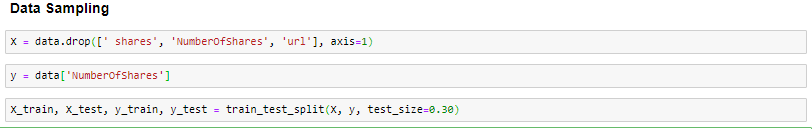 Data Sampling
X = data.drop([' shares', 'NumberOfShares', 'url'], axis=1)
y = data['NumberOfShares']
X_train, X_test, y_train, y_test = train_test_split(X, y, test_size=0.30)